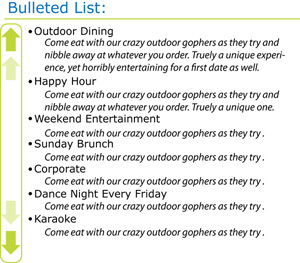 Bulleted List:
•Outdoor Dining
Come eat with our crazy outdoor gophers as they try and
nibble away at whatever you order. Truely a unique experi-
ence, yet horribly entertaining for a first date as well.
•Happy Hour
Come eat with our crazy outdoor gophers as they try and
nibble away at whatever you order. Truely a unique one.
•Weekend Entertainment
Come eat with our crazy outdoor gophers as they try .
•Sunday Brunch
Come eat with our crazy outdoor gophers as they try .
•Corporate
Come eat with our crazy outdoor gophers as they try .
•Dance Night Every Friday
Come eat with our crazy outdoor gophers as they try .
•Karaoke
Come eat with our crazy outdoor gophers as they try .